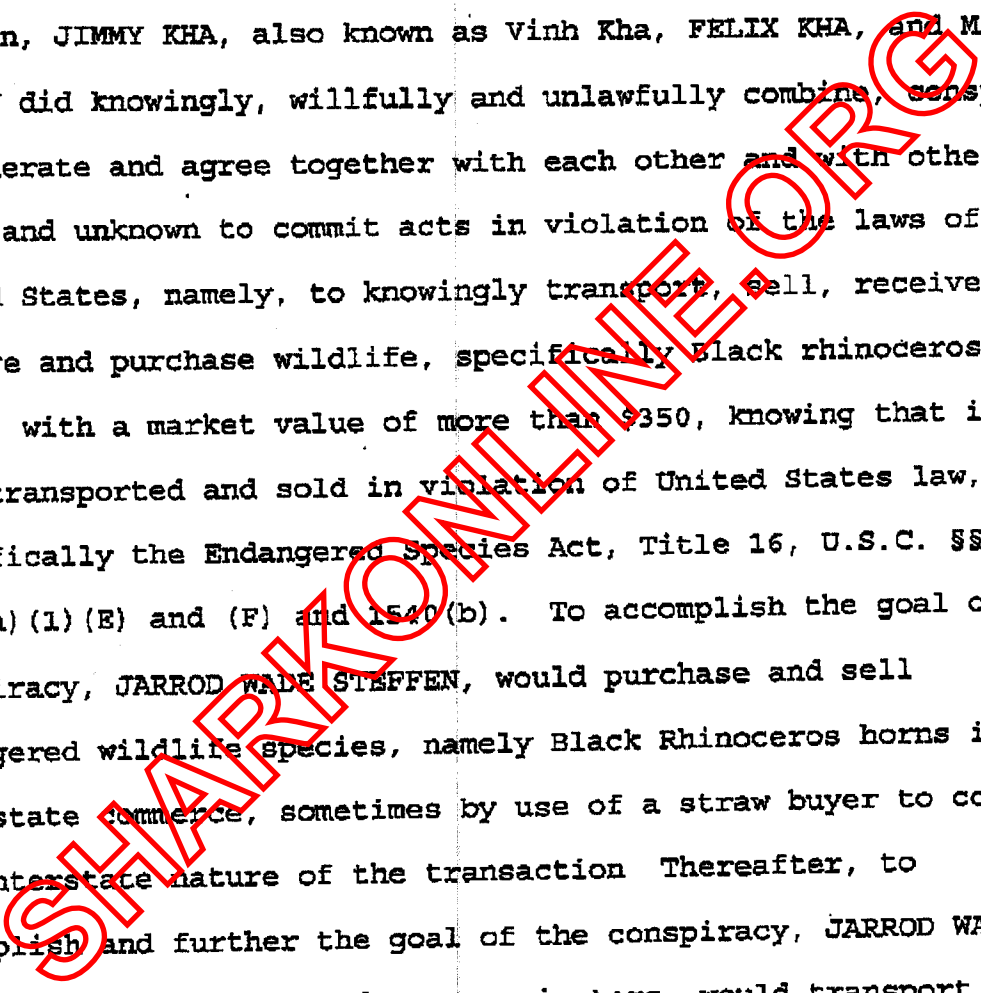 n, JIMMY KHA, also known as Vinh Kha, FELIX KHA, and M
did knowingly, willfully and unlawfully combine, consp
erate and agree together with each other and with othe
and unknown to commit acts in violation of the laws of
States, namely, to knowingly transport, sell, receive
e and purchase wildlife, specifically Black rhinoceros
with a market value of more than $350, knowing that i
transported and sold in violation of United States law,
fically the Endangered Species Act, Title 16, U.S.C. §§
)(1)(E) and (F) and 1540(b). To accomplish the goal o
iracy, JARROD WADE STEFFEN, would purchase and sell
gered wildlife species, namely Black Rhinoceros horns i
state commerce, sometimes by use of a straw buyer to co
nterstate nature of the transaction Thereafter, to
plish and further the goal of the conspiracy, JARROD WA
would transport
SHARKONLINE.ORG